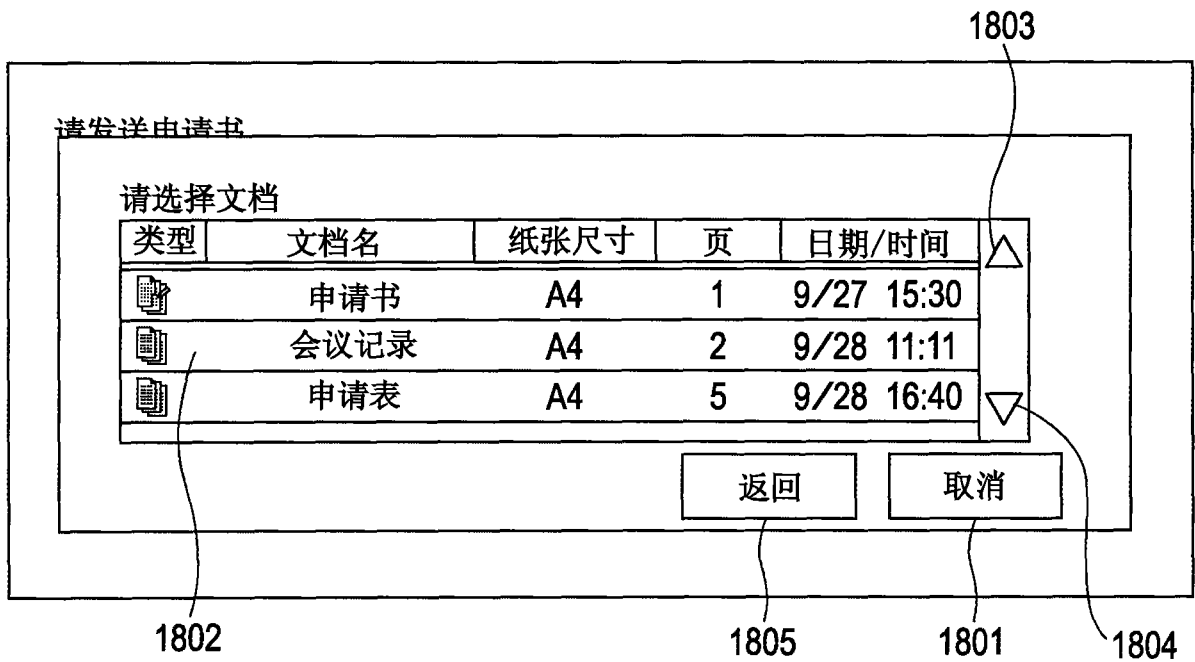 1803
请发送申请书
请选择文档
类型 文档名 纸张尺寸 页 日期/时间
申请书 A4 1 9/27 15:30
会议记录 A4 2 9/28 11:11
申请表 A4 5 9/28 16:40
返回 取消
1802 1805 1801 1804